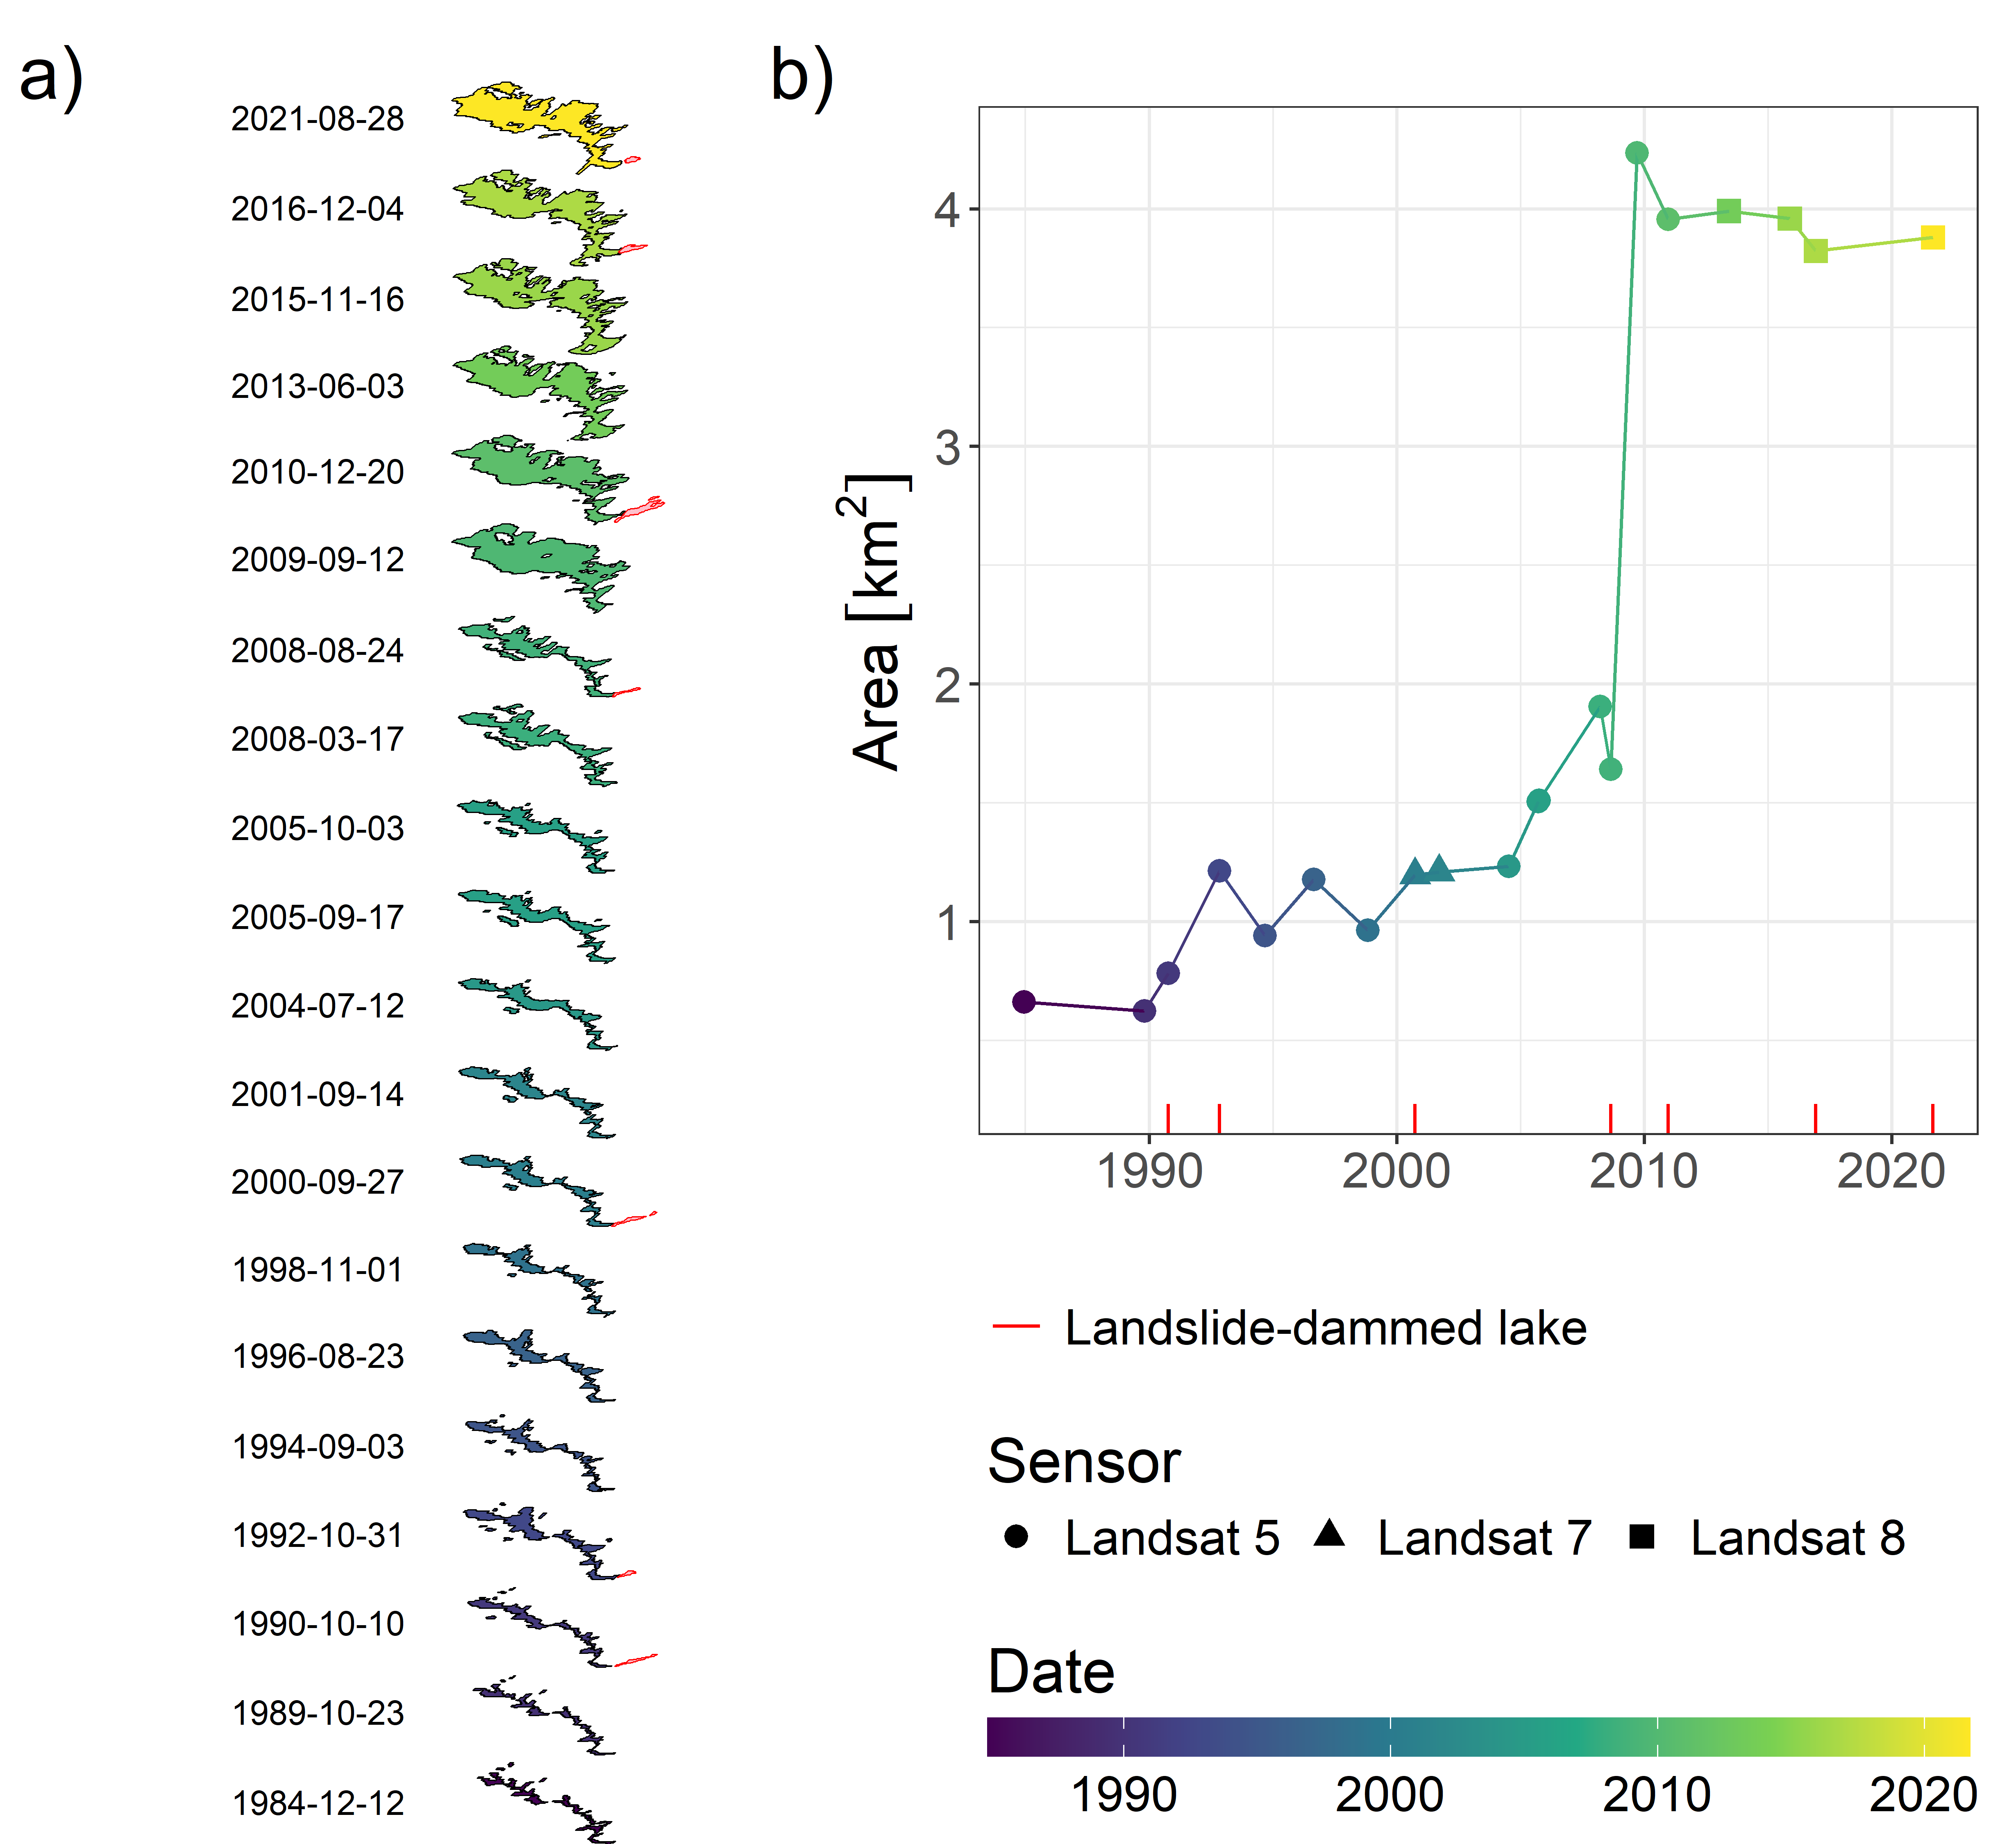 a)
2021-08-28
2016-12-04
2015-11-16
2013-06-03
2010-12-20
2009-09-12
2008-08-24
2008-03-17
2005-10-03
2005-09-17
2004-07-12
2001-09-14
2000-09-27
1998-11-01
1996-08-23
1994-09-03
1992-10-31
1990-10-10
1989-10-23
1984-12-12
b)
Area [km²]
4
3
2
1
1990 2000 2010 2020
Landslide-dammed lake
Sensor
Landsat 5 Landsat 7 Landsat 8
Date
1990 2000 2010 2020